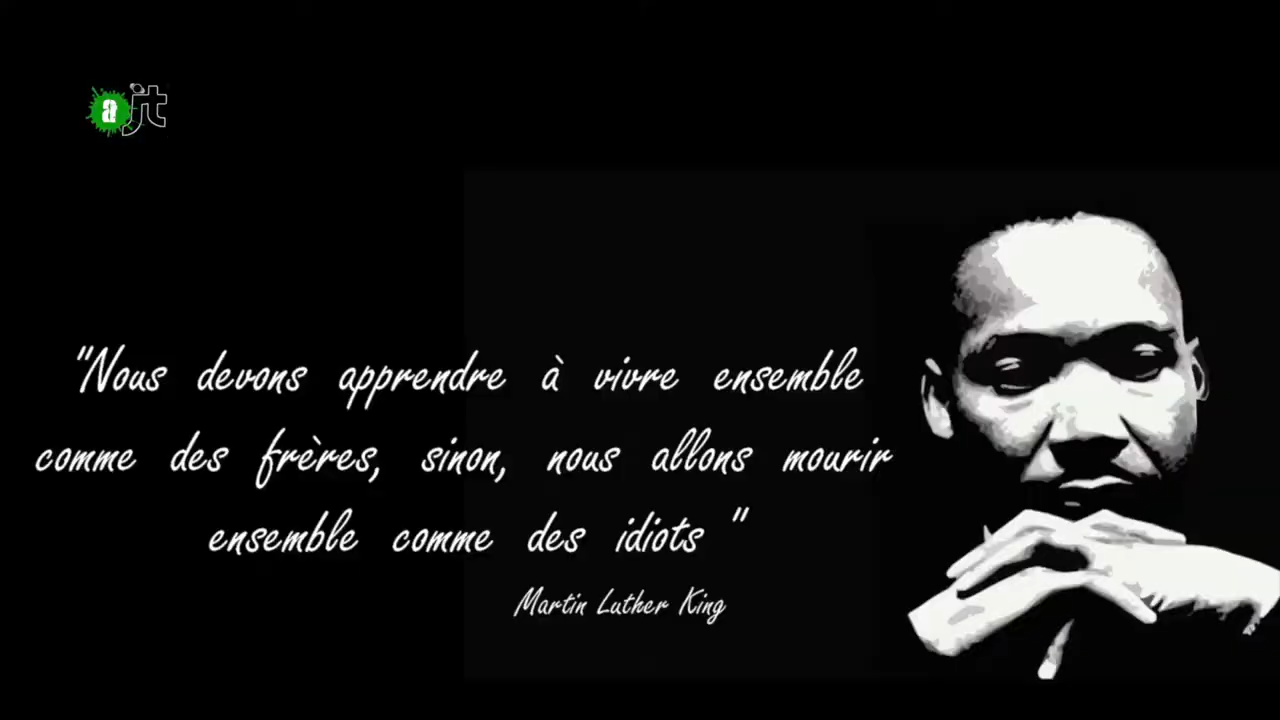 ajt
"Nous devons apprendre à vivre ensemble
comme des frères, sinon, nous allons mourir
ensemble comme des idiots "
Martin Luther King